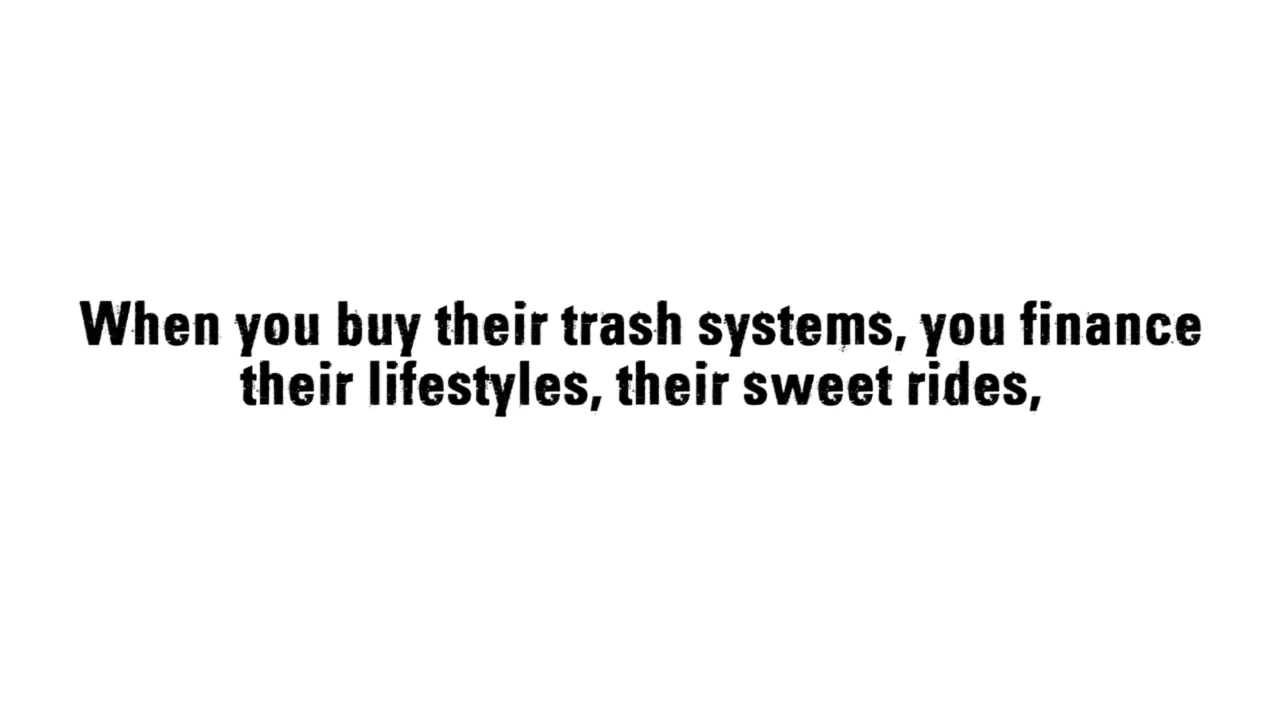 When you buy their trash systems, you finance
their lifestyles, their sweet rides,